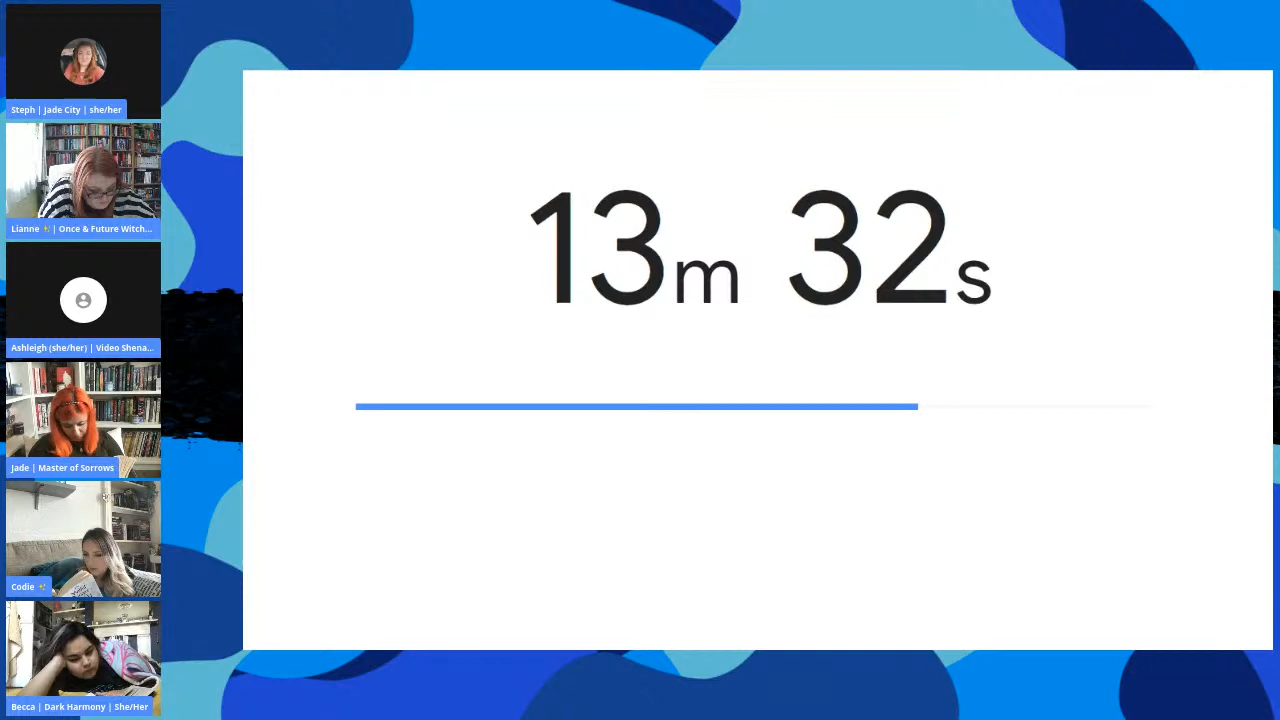 Steph | Jade City | she/her
Lianne ✨ | Once & Future Witch...
Ashleigh (she/her) | Video Shena...
Jade | Master of Sorrows
Codie ✨
Becca | Dark Harmony | She/Her
13m 32s